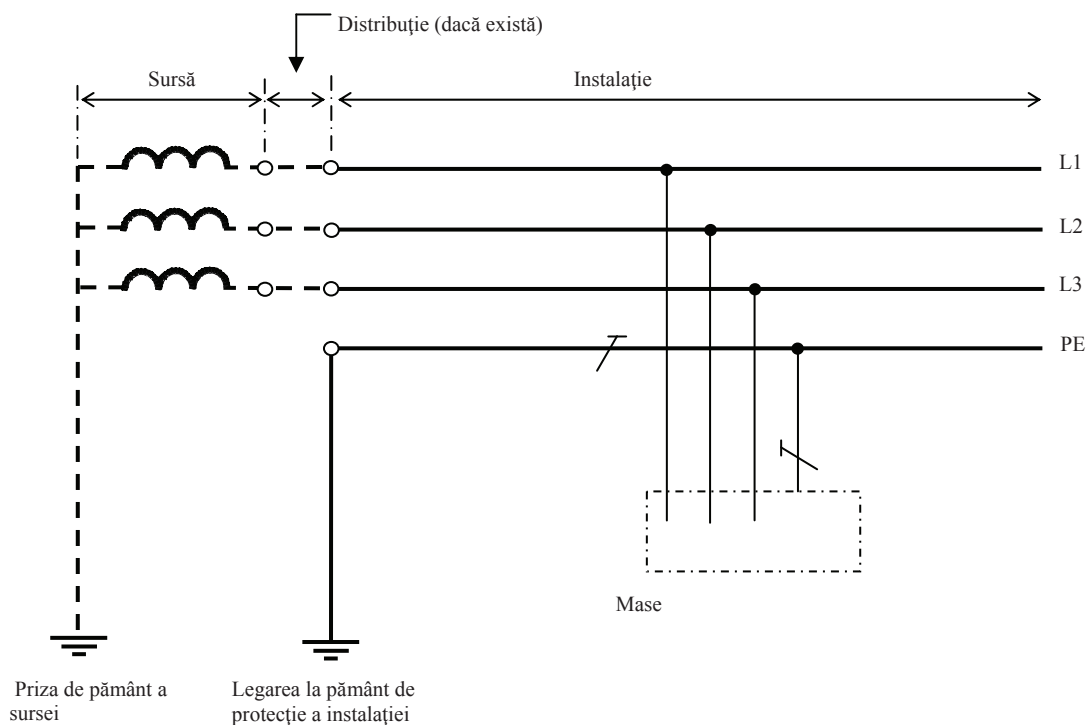 Distribuţie (dacă există)
Sursă
Instalaţie
L1
L2
L3
PE
Mase
Priza de pământ a
sursei
Legarea la pământ de
protecţie a instalaţiei